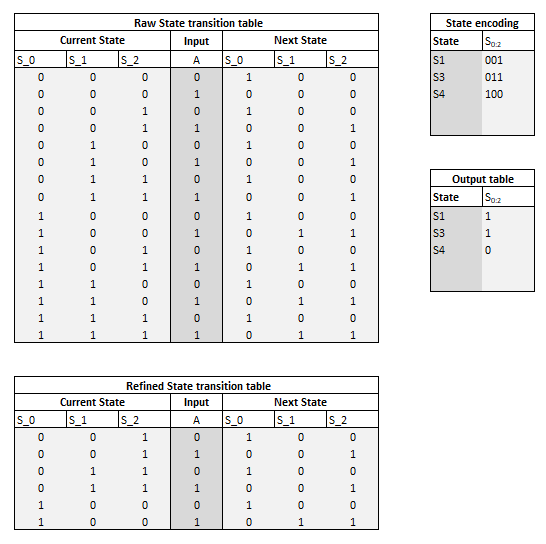 Raw State transition table
Current State Input Next State
S_0 S_1 S_2 A S_0 S_1 S_2
0 0 0 0 1 0 0
0 0 0 1 1 0 0
0 0 1 0 1 0 0
0 0 1 1 0 0 1
0 1 0 0 1 0 0
0 1 0 1 0 0 1
0 1 1 0 1 0 0
0 1 1 1 0 0 1
1 0 0 0 1 0 0
1 0 0 1 0 1 1
1 0 1 0 1 0 0
1 0 1 1 0 1 1
1 1 0 0 1 0 0
1 1 0 1 0 1 1
1 1 1 0 1 0 0
1 1 1 1 0 1 1
State encoding
State S0:2
S1 001
S3 011
S4 100
Output table
State S0:2
S1 1
S3 1
S4 0
Refined State transition table
Current State Input Next State
S_0 S_1 S_2 A S_0 S_1 S_2
0 0 1 0 1 0 0
0 0 1 1 0 0 1
0 1 1 0 1 0 0
0 1 1 1 0 0 1
1 0 0 0 1 0 0
1 0 0 1 0 1 1